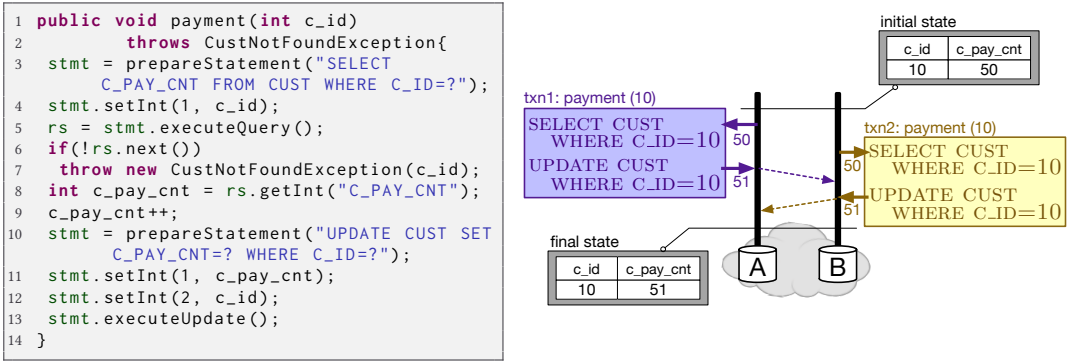 1 public void payment(int c_id)
2 throws CustNotFoundException{
3 stmt = prepareStatement("SELECT
C_PAY_CNT FROM CUST WHERE C_ID=?");
4 stmt.setInt(1, c_id);
5 rs = stmt.executeQuery();
6 if(!rs.next())
7 throw new CustNotFoundException(c_id);
8 int c_pay_cnt = rs.getInt("C_PAY_CNT");
9 c_pay_cnt++;
10 stmt = prepareStatement("UPDATE CUST SET
C_PAY_CNT=? WHERE C_ID=?");
11 stmt.setInt(1, c_pay_cnt);
12 stmt.setInt(2, c_id);
13 stmt.executeUpdate();
14 }
initial state
c_id c_pay_cnt
10 50
txn1: payment (10)
SELECT CUST
WHERE C_ID=10
UPDATE CUST
WHERE C_ID=10
50
51
txn2: payment (10)
SELECT CUST
WHERE C_ID=10
UPDATE CUST
WHERE C_ID=10
50
51
final state
c_id c_pay_cnt
10 51
A
B